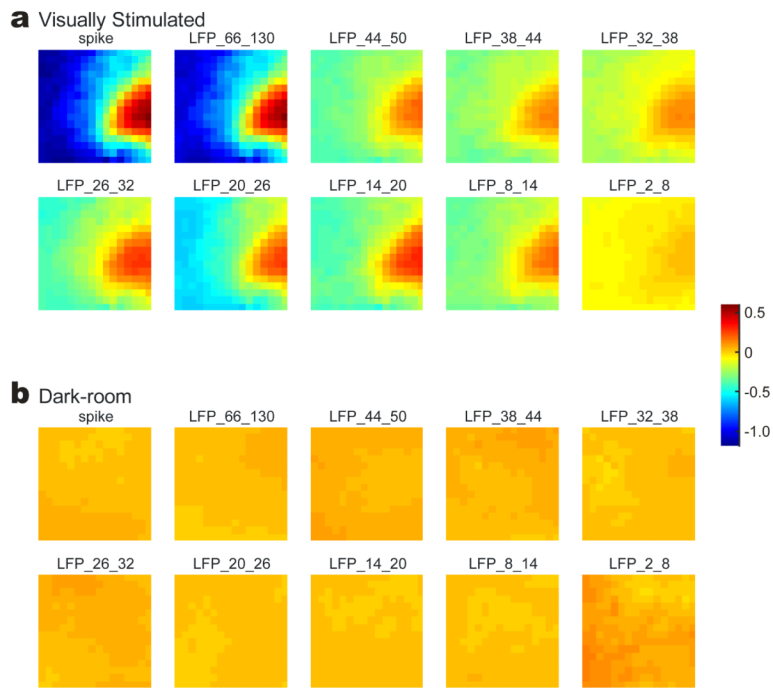 a Visually Stimulated
spike LFP_66_130 LFP_44_50 LFP_38_44 LFP_32_38
LFP_26_32 LFP_20_26 LFP_14_20 LFP_8_14 LFP_2_8
0.5
0
-0.5
-1.0
b Dark-room
spike LFP_66_130 LFP_44_50 LFP_38_44 LFP_32_38
LFP_26_32 LFP_20_26 LFP_14_20 LFP_8_14 LFP_2_8